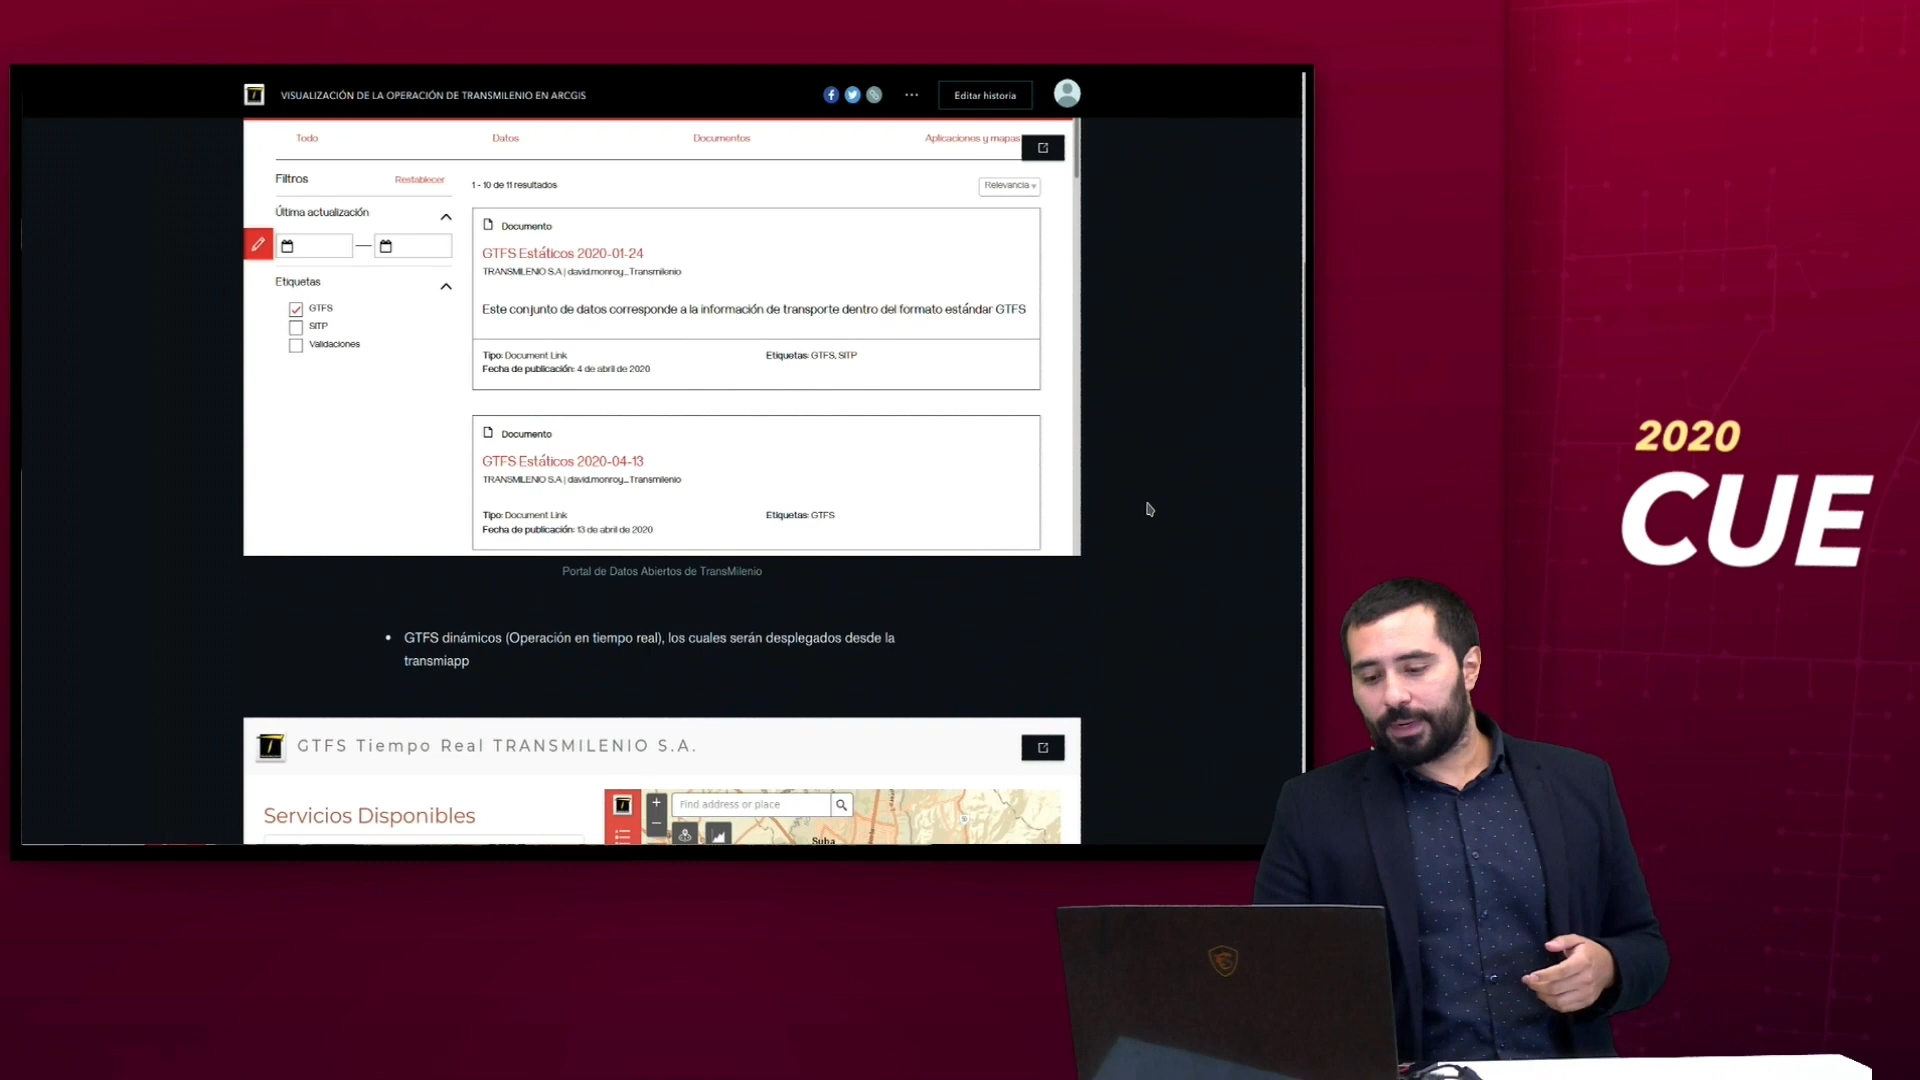 VISUALIZACIÓN DE LA OPERACIÓN DE TRANSMILENIO EN ARCGIS
Editar historia
Todo
Datos
Documentos
Aplicaciones y mapas
Filtros
Restablecer
1 - 10 de 11 resultados
Relevancia
Última actualización
Documento
GTFS Estáticos 2020-01-24
TRANSMILENIO S.A | david.monroy_Transmilenio
Etiquetas
GTFS
SITP
Validaciones
Este conjunto de datos corresponde a la información de transporte dentro del formato estándar GTFS
Tipo: Document Link
Etiquetas: GTFS, SITP
Fecha de publicación: 4 de abril de 2020
Documento
GTFS Estáticos 2020-04-13
TRANSMILENIO S.A | david.monroy_Transmilenio
Tipo: Document Link
Etiquetas: GTFS
Fecha de publicación: 13 de abril de 2020
Portal de Datos Abiertos de TransMilenio
• GTFS dinámicos (Operación en tiempo real), los cuales serán desplegados desde la
transmiapp
GTFS Tiempo Real TRANSMILENIO S.A.
Servicios Disponibles
Find address or place
Suba
2020
CUE